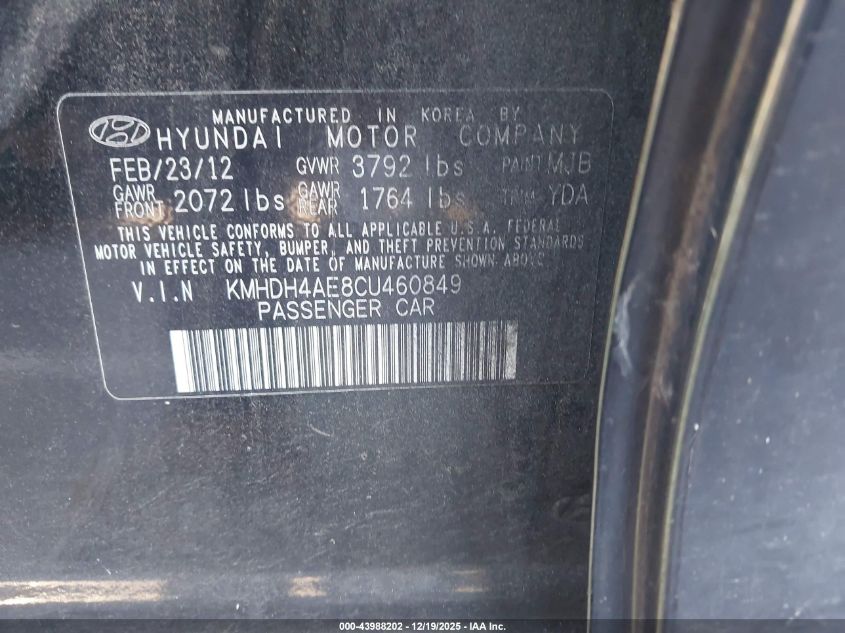 MANUFACTURED IN KOREA BY
HYUNDAI MOTOR COMPANY
FEB/23/12 GVWR 3792 lbs PAINT MJB
GAWR FRONT 2072 lbs GAWR REAR 1764 lbs TRIM YDA
THIS VEHICLE CONFORMS TO ALL APPLICABLE U.S.A. FEDERAL
MOTOR VEHICLE SAFETY, BUMPER, AND THEFT PREVENTION STANDARDS
IN EFFECT ON THE DATE OF MANUFACTURE SHOWN ABOVE
V.I.N KMHDH4AE8CU460849
PASSENGER CAR
000-43988202 - 12/19/2025 - IAA Inc.